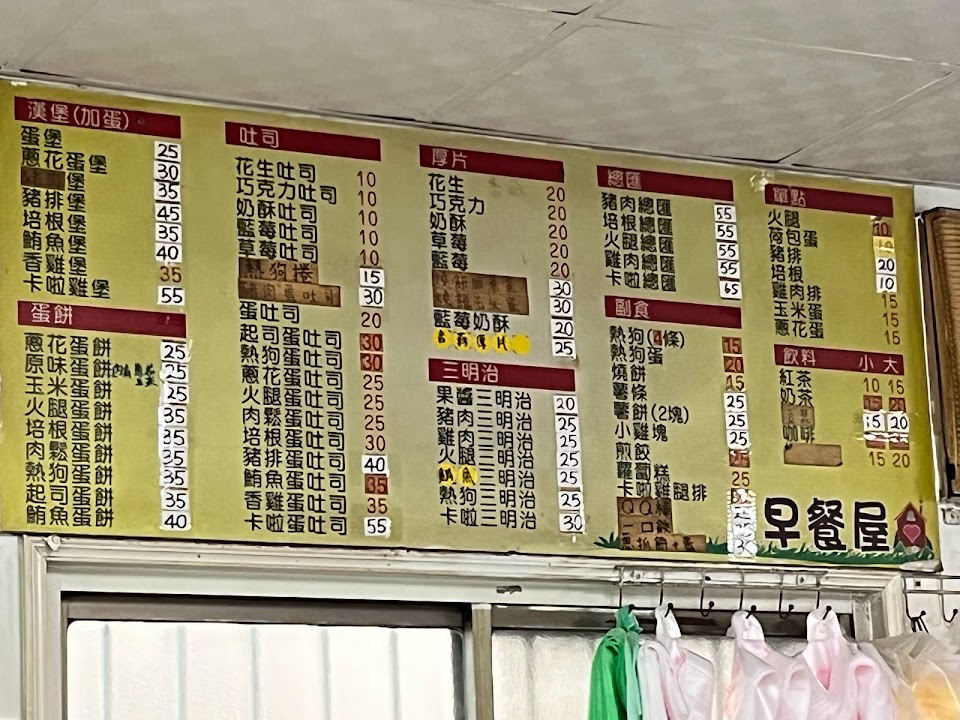 漢堡(加蛋)
蛋堡 25
蔥花蛋堡 30
堡 35
豬排堡 45
培根堡 35
鮪魚堡 40
香雞堡 35
卡啦雞堡 55
蛋餅
蔥花蛋餅 25
原味蛋餅 25
玉米蛋餅 25
火腿蛋餅 35
培根蛋餅 35
肉鬆蛋餅 35
熱狗蛋餅 35
起司蛋餅 35
鮪魚蛋餅 40
吐司
花生吐司 10
巧克力吐司 10
奶酥吐司 10
藍莓吐司 10
草莓吐司 10
熱狗捲 15
吐司 30
蛋吐司 20
起司蛋吐司 30
熱狗蛋吐司 30
蔥花蛋吐司 25
火腿蛋吐司 25
肉鬆蛋吐司 25
培根蛋吐司 30
豬排蛋吐司 40
鮪魚蛋吐司 35
香雞蛋吐司 35
卡啦蛋吐司 55
厚片
花生 20
巧克力 20
奶酥 20
草莓 20
藍莓 20
30
30
藍莓奶酥 20
厚片 25
三明治
果醬三明治 20
豬肉三明治 25
雞肉三明治 25
火腿三明治 25
鮪魚三明治 25
熱狗三明治 25
卡啦三明治 30
總匯
豬肉總匯 55
培根總匯 55
火腿總匯 55
雞肉總匯 55
卡啦總匯 65
副食
熱狗(4條) 15
熱狗蛋 20
燒餅 15
薯條 25
薯餅(2塊) 25
小雞塊 25
煎餃
蘿蔔糕 25
卡啦雞腿排
QQ
一口
30
單點
火腿 10
荷包蛋
豬排 20
培根 10
雞肉排 15
玉米蛋 15
蔥花蛋 15
飲料 小 大
紅茶 10 15
奶茶
15 20
咖啡
15 20
早餐屋